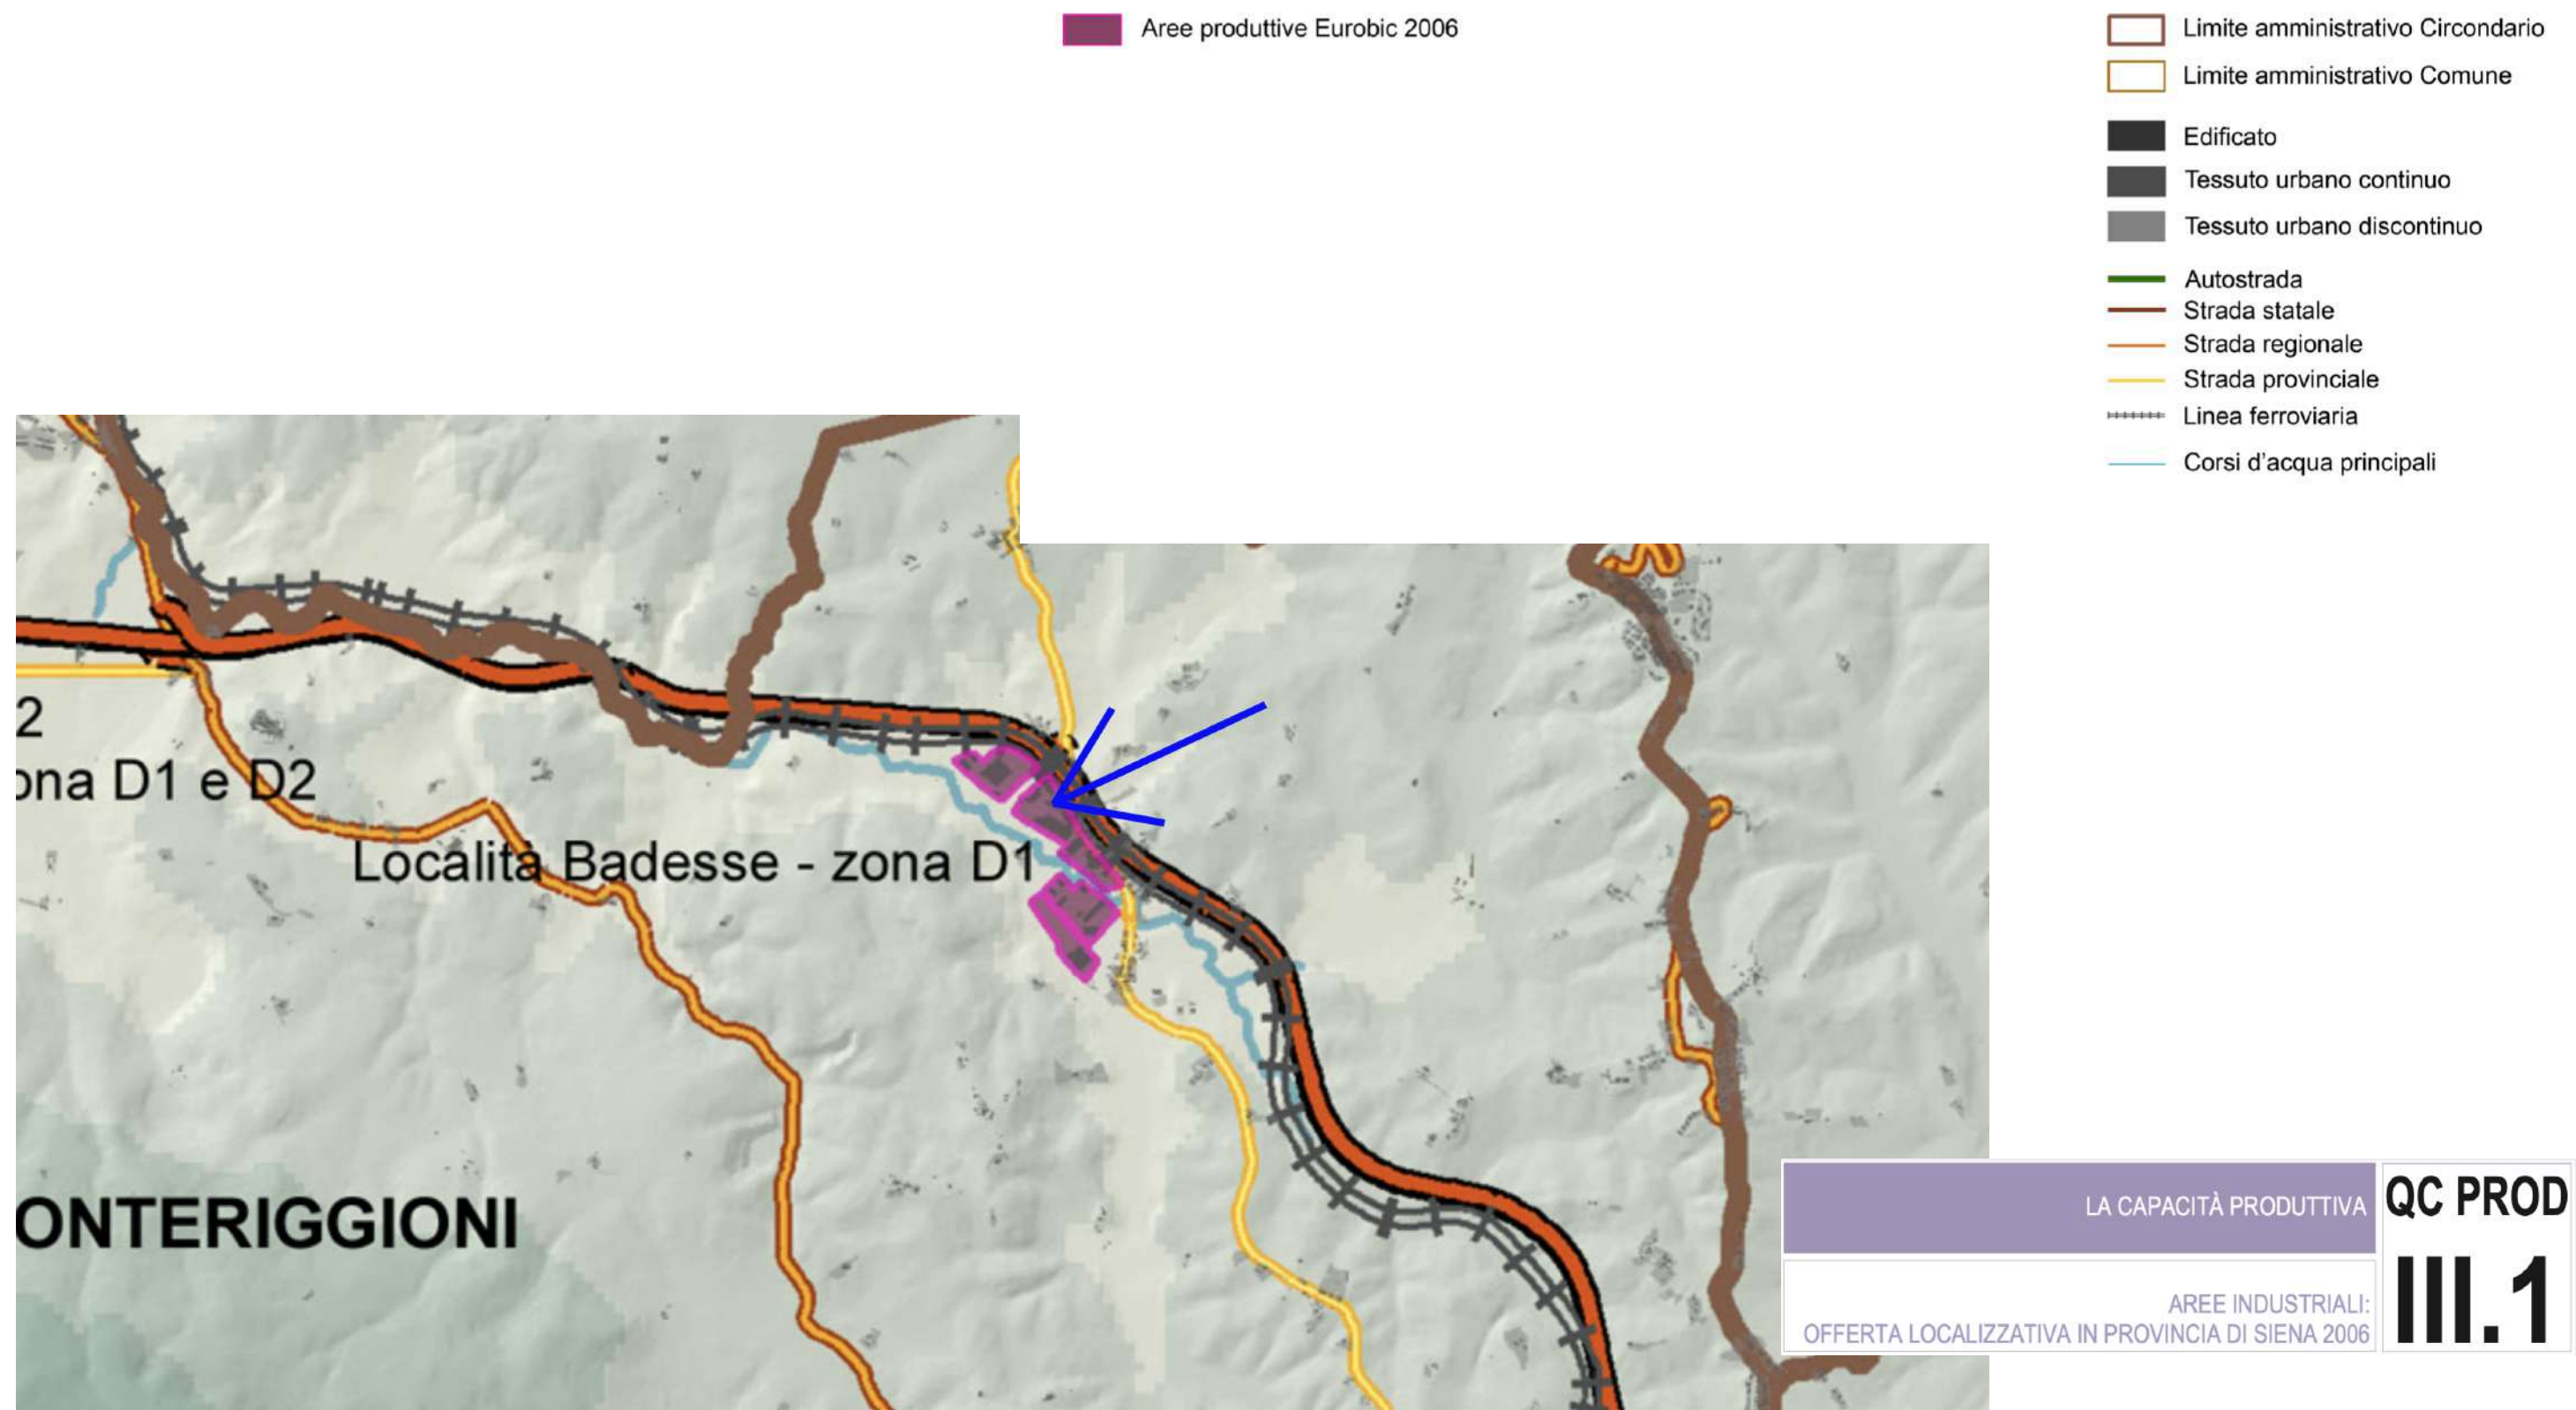 Aree produttive Eurobic 2006
Limite amministrativo Circondario
Limite amministrativo Comune
Edificato
Tessuto urbano continuo
Tessuto urbano discontinuo
Autostrada
Strada statale
Strada regionale
Strada provinciale
Linea ferroviaria
Corsi d'acqua principali
2
ona D1 e D2
Località Badesse - zona D1
ONTERIGGIONI
LA CAPACITÀ PRODUTTIVA
QC PROD
III.1
AREE INDUSTRIALI:
OFFERTA LOCALIZZATIVA IN PROVINCIA DI SIENA 2006